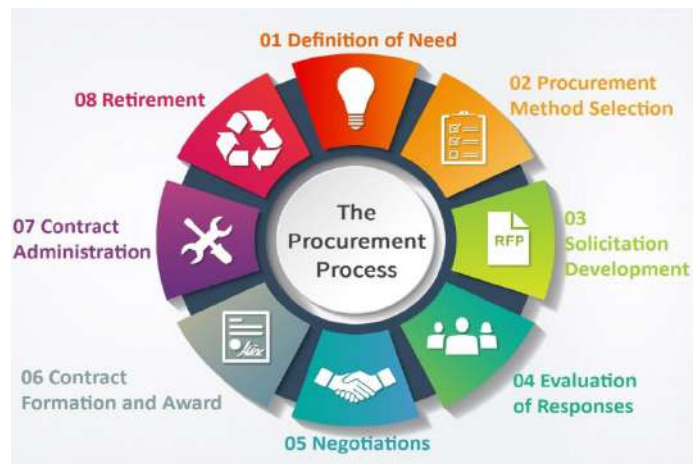 01 Definition of Need
02 Procurement
Method Selection
03
Solicitation
Development
RFP
04 Evaluation
of Responses
05 Negotiations
06 Contract
Formation and Award
07 Contract
Administration
08 Retirement
The
Procurement
Process